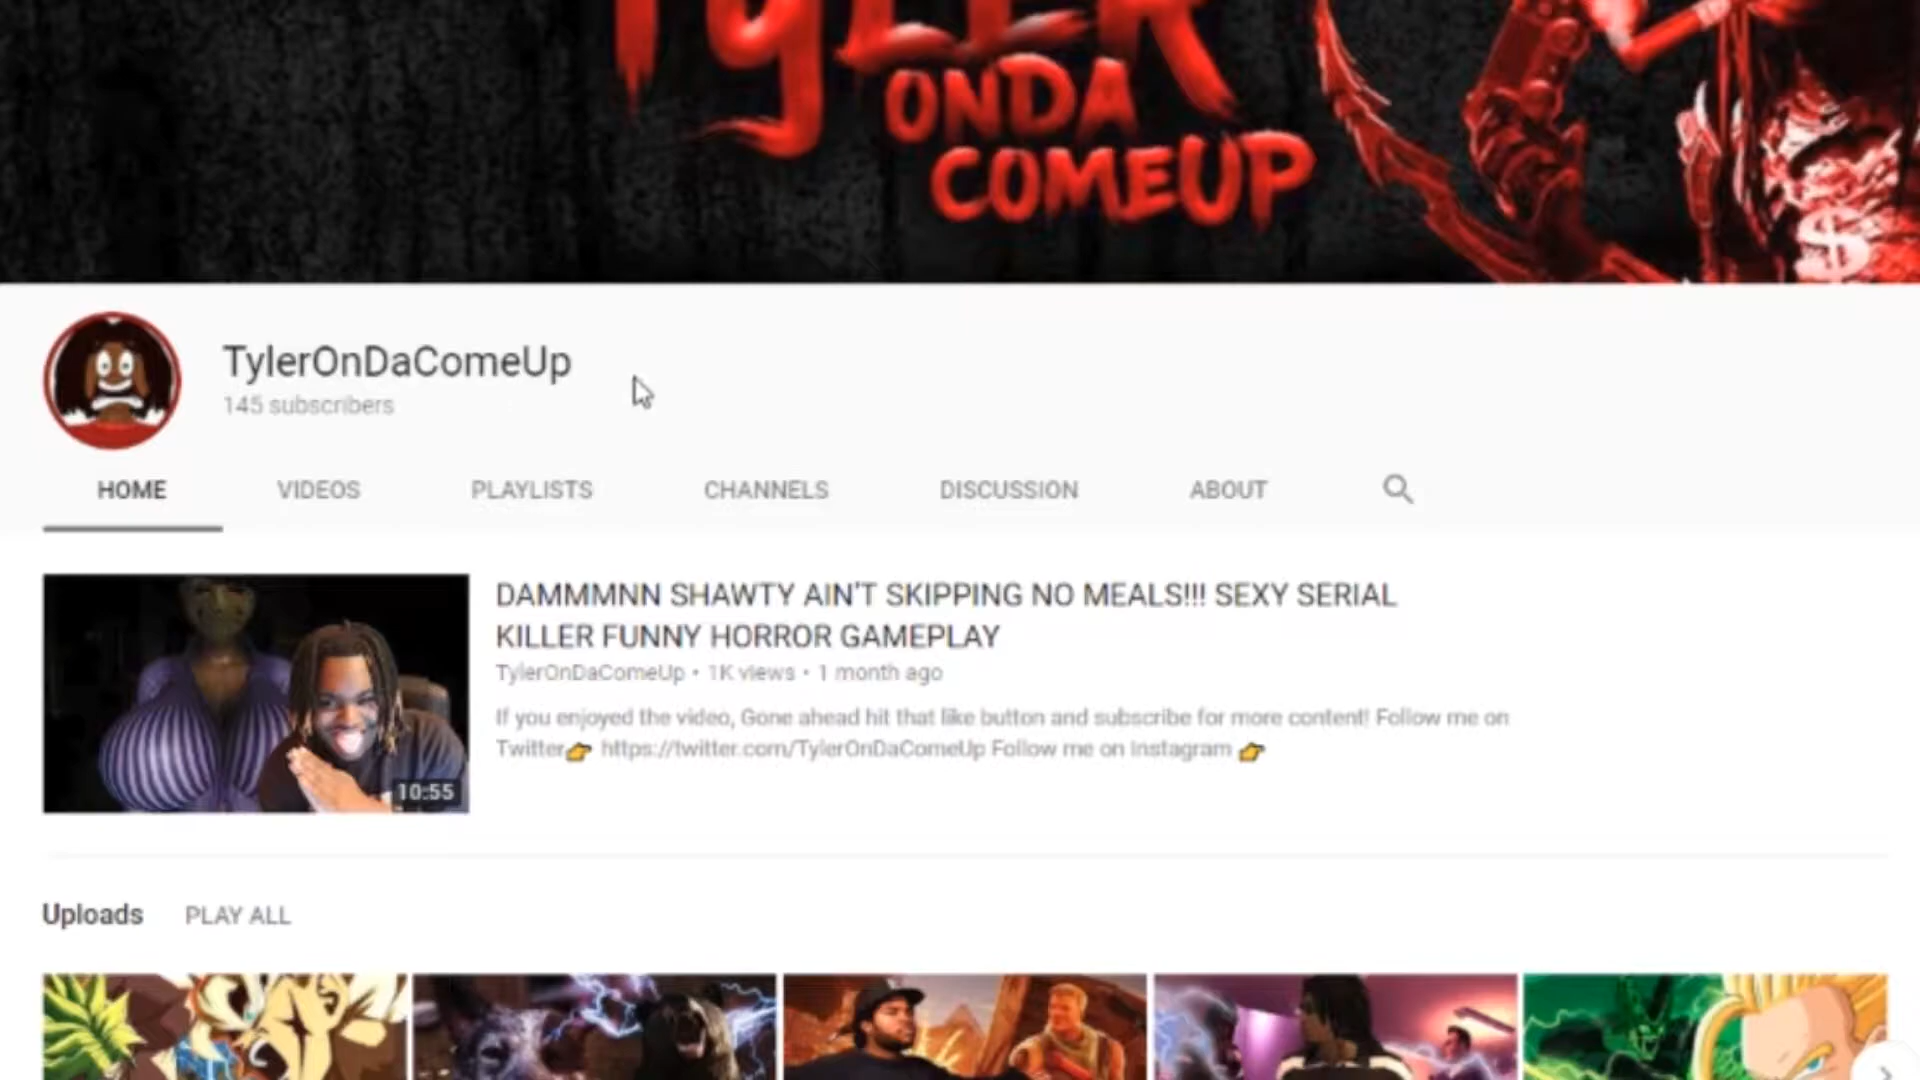 TyLER
ONDA
COMEUP
$
TylerOnDaComeUp
145 subscribers
HOME VIDEOS PLAYLISTS CHANNELS DISCUSSION ABOUT
DAMMMNN SHAWTY AIN'T SKIPPING NO MEALS!!! SEXY SERIAL
KILLER FUNNY HORROR GAMEPLAY
TylerOnDaComeUp • 1K views • 1 month ago
If you enjoyed the video, Gone ahead hit that like button and subscribe for more content! Follow me on
Twitter👉 https://twitter.com/TylerOnDaComeUp Follow me on Instagram 👉
10:55
Uploads PLAY ALL